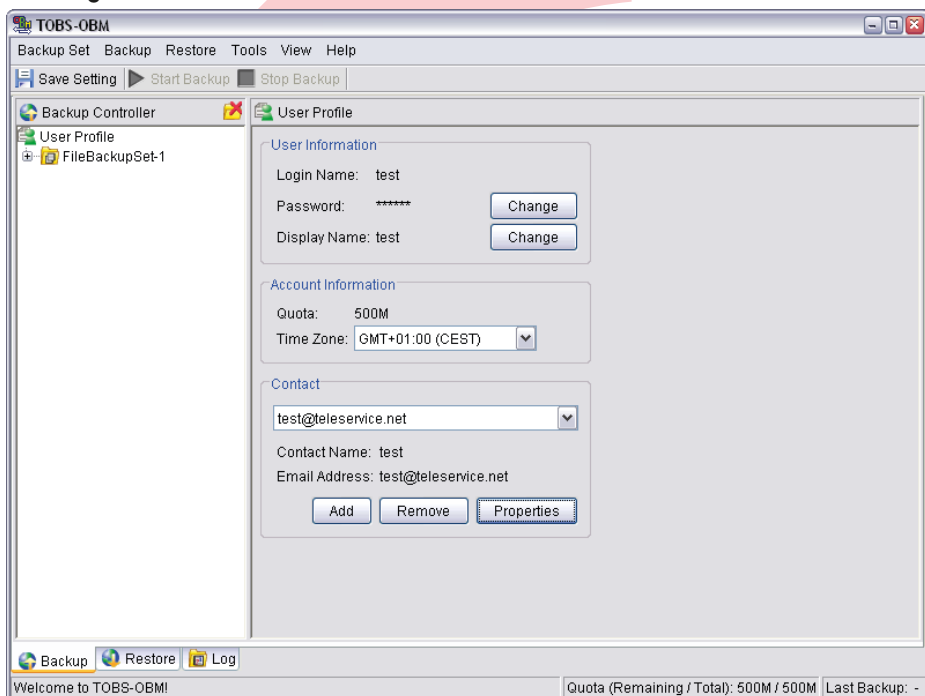 TOBS-OBM
Backup Set Backup Restore Tools View Help
Save Setting Start Backup Stop Backup
Backup Controller
User Profile
User Profile
FileBackupSet-1
User Information
Login Name: test
Password: ****** Change
Display Name: test Change
Account Information
Quota: 500M
Time Zone: GMT+01:00 (CEST)
Contact
test@teleservice.net
Contact Name: test
Email Address: test@teleservice.net
Add Remove Properties
Backup Restore Log
Welcome to TOBS-OBM! Quota (Remaining / Total): 500M / 500M Last Backup: -